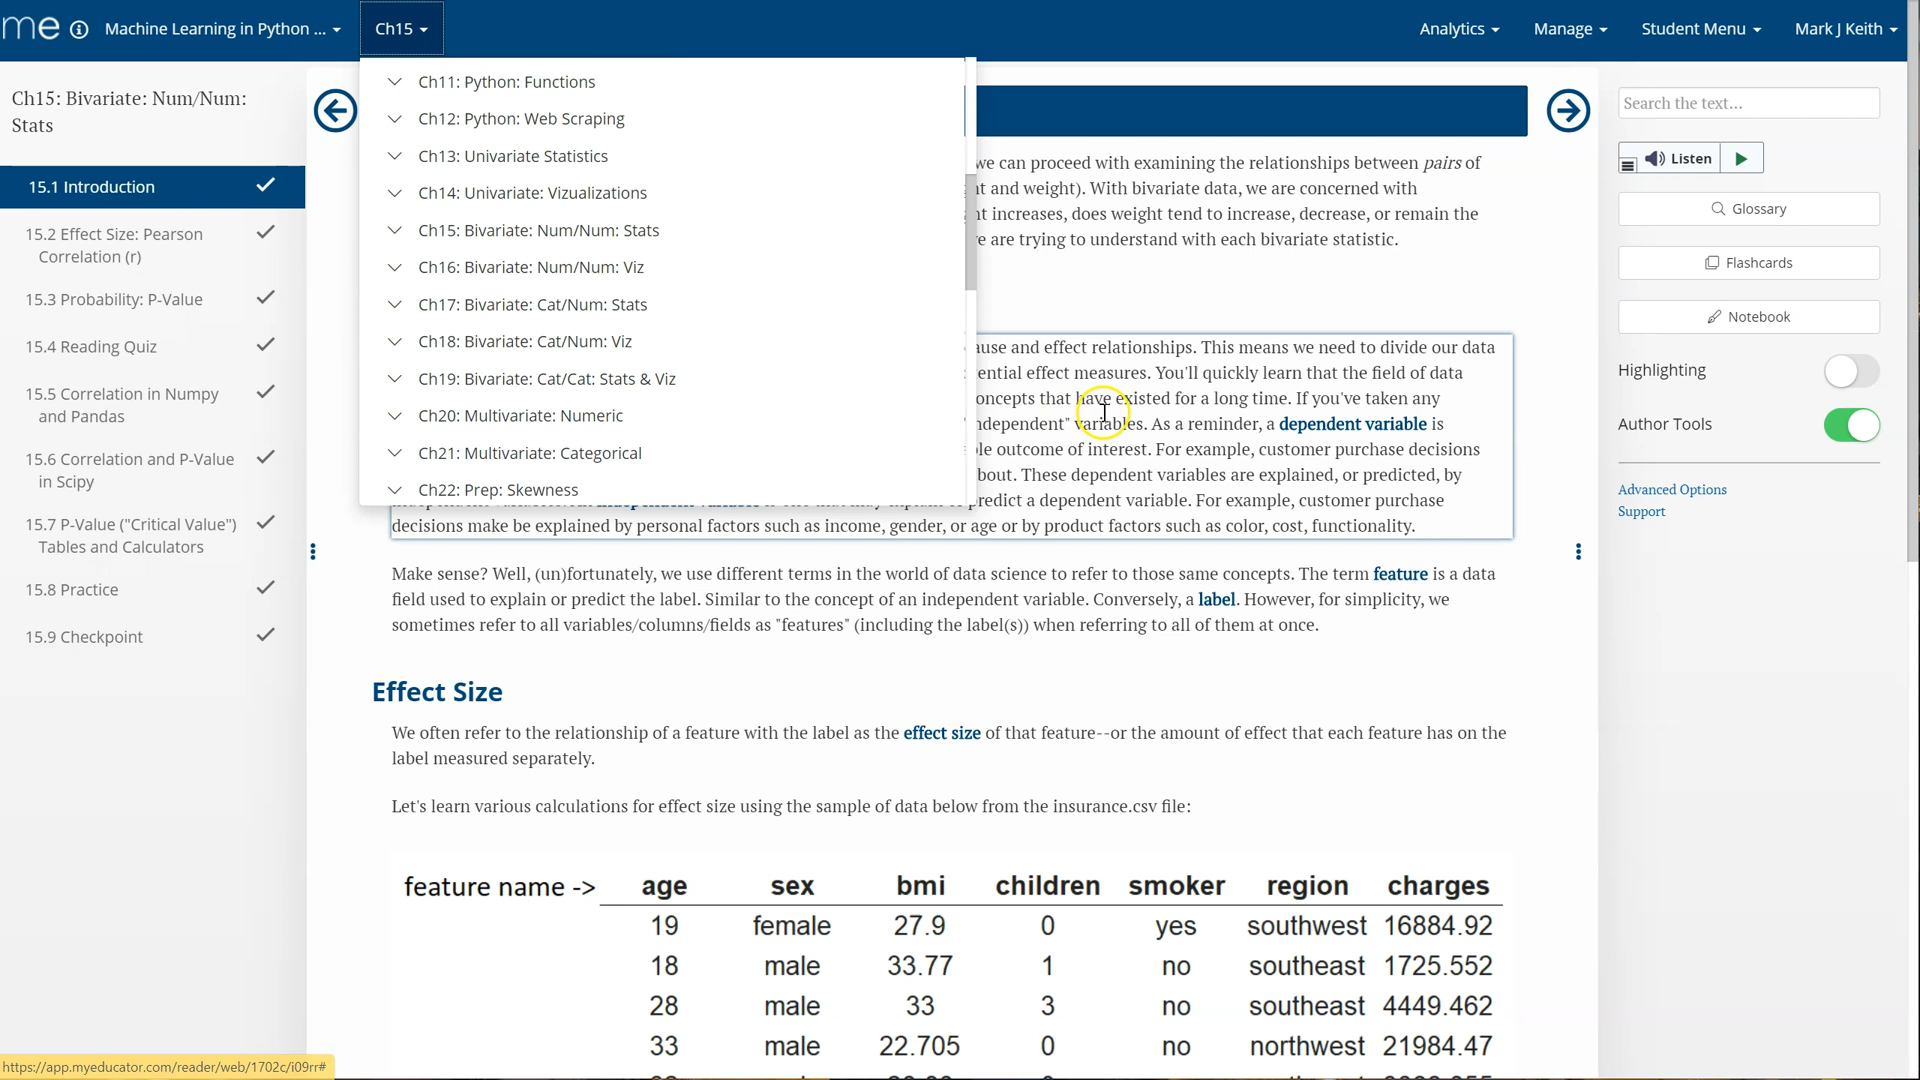 me Machine Learning in Python ... Ch15 Analytics Manage Student Menu Mark J Keith
Ch15: Bivariate: Num/Num:
Stats
15.1 Introduction
15.2 Effect Size: Pearson
Correlation (r)
15.3 Probability: P-Value
15.4 Reading Quiz
15.5 Correlation in Numpy
and Pandas
15.6 Correlation and P-Value
in Scipy
15.7 P-Value ("Critical Value")
Tables and Calculators
15.8 Practice
15.9 Checkpoint
Ch11: Python: Functions
Ch12: Python: Web Scraping
Ch13: Univariate Statistics
Ch14: Univariate: Vizualizations
Ch15: Bivariate: Num/Num: Stats
Ch16: Bivariate: Num/Num: Viz
Ch17: Bivariate: Cat/Num: Stats
Ch18: Bivariate: Cat/Num: Viz
Ch19: Bivariate: Cat/Cat: Stats & Viz
Ch20: Multivariate: Numeric
Ch21: Multivariate: Categorical
Ch22: Prep: Skewness
we can proceed with examining the relationships between pairs of
and weight). With bivariate data, we are concerned with
increases, does weight tend to increase, decrease, or remain the
are trying to understand with each bivariate statistic.
and effect relationships. This means we need to divide our data
effect measures. You'll quickly learn that the field of data
that have existed for a long time. If you've taken any
variables. As a reminder, a dependent variable is
outcome of interest. For example, customer purchase decisions
These dependent variables are explained, or predicted, by
predict a dependent variable. For example, customer purchase
decisions make be explained by personal factors such as income, gender, or age or by product factors such as color, cost, functionality.
Make sense? Well, (un)fortunately, we use different terms in the world of data science to refer to those same concepts. The term feature is a data
field used to explain or predict the label. Similar to the concept of an independent variable. Conversely, a label. However, for simplicity, we
sometimes refer to all variables/columns/fields as "features" (including the label(s)) when referring to all of them at once.
Effect Size
We often refer to the relationship of a feature with the label as the effect size of that feature--or the amount of effect that each feature has on the
label measured separately.
Let's learn various calculations for effect size using the sample of data below from the insurance.csv file:
feature name -> age sex bmi children smoker region charges
19 female 27.9 0 yes southwest 16884.92
18 male 33.77 1 no southeast 1725.552
28 male 33 3 no southeast 4449.462
33 male 22.705 0 no northwest 21984.47
Search the text...
Listen
Glossary
Flashcards
Notebook
Highlighting
Author Tools
Advanced Options
Support
https://app.myeducator.com/reader/web/1702c/i09rr#